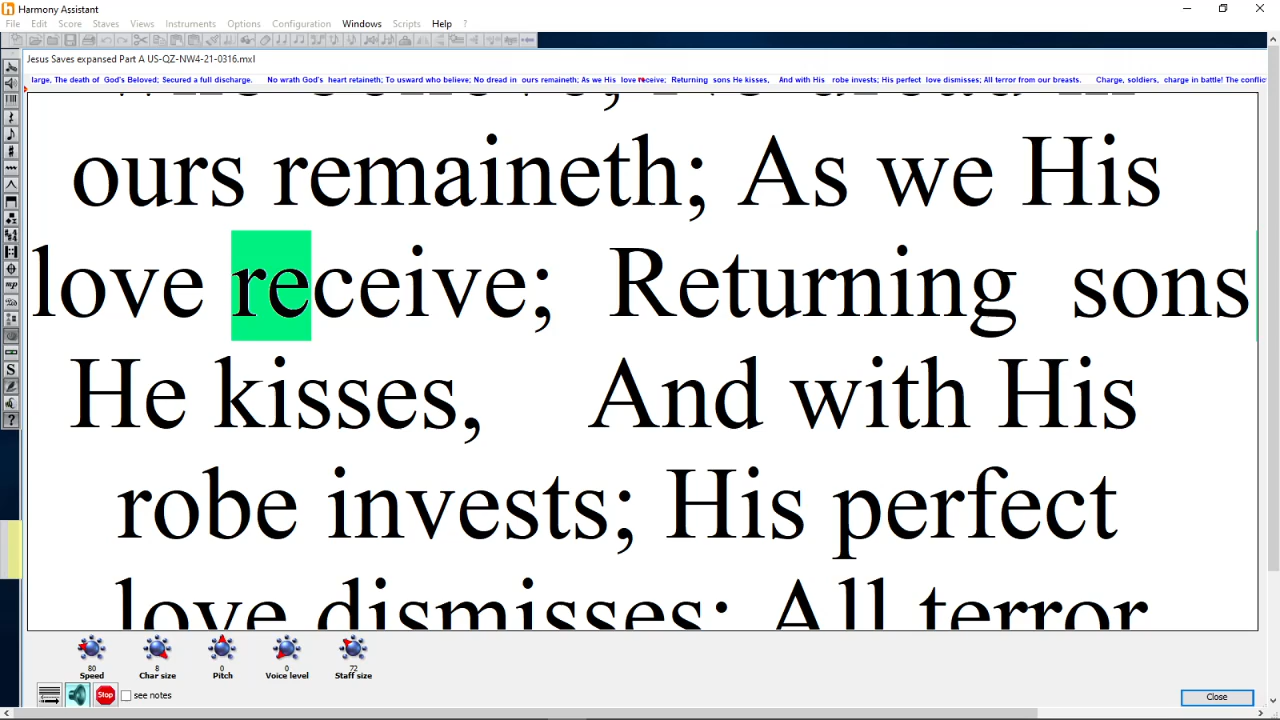 Harmony Assistant
File Edit Score Staves Views Instruments Options Configuration Windows Scripts Help ?
Jesus Saves expansed Part A US-QZ-NW4-21-0316.mxl
large, The death of God's Beloved; Secured a full discharge. No wrath God's heart retaineth; To usward who believe; No dread in ours remaineth; As we His love receive; Returning sons He kisses, And with His robe invests; His perfect love dismisses; All terror from our breasts. Charge, soldiers, charge in battle! The conflic
ours remaineth; As we His
love receive; Returning sons
He kisses, And with His
robe invests; His perfect
love dismisses; All terror
80 8 0 0 72
Speed Char size Pitch Voice level Staff size
Stop see notes Close